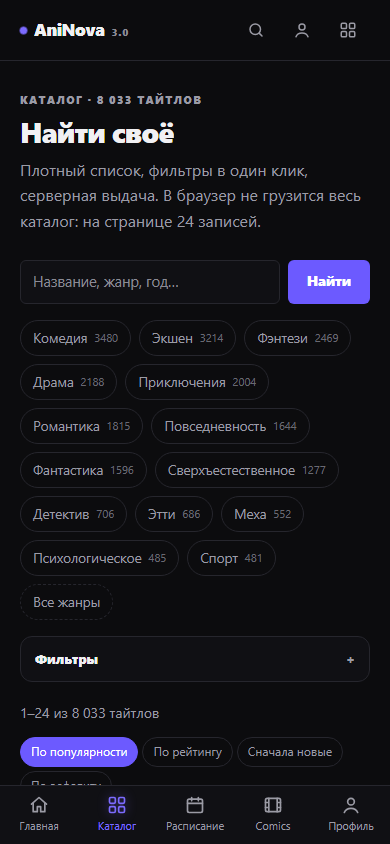 AniNova 3.0
КАТАЛОГ · 8 033 ТАЙТЛОВ
Найти своё
Плотный список, фильтры в один клик,
серверная выдача. В браузер не грузится весь
каталог: на странице 24 записей.
Название, жанр, год... Найти
Комедия 3480 Экшен 3214 Фэнтези 2469
Драма 2188 Приключения 2004
Романтика 1815 Повседневность 1644
Фантастика 1596 Сверхъестественное 1277
Детектив 706 Этти 686 Меха 552
Психологическое 485 Спорт 481
Все жанры
Фильтры +
1–24 из 8 033 тайтлов
По популярности По рейтингу Сначала новые
По алфавиту
Главная Каталог Расписание Comics Профиль